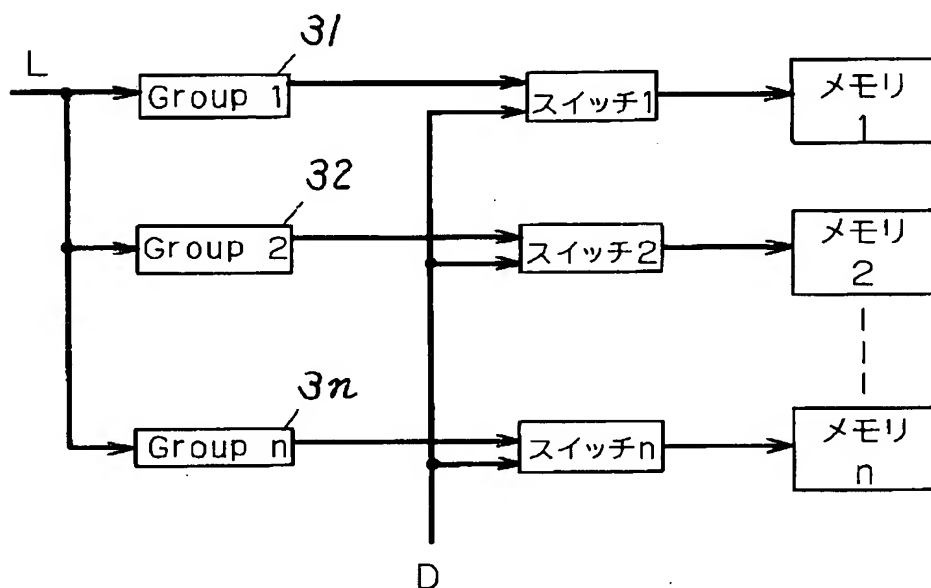 31
L
Group 1
スイッチ1
メモリ
1
32
Group 2
スイッチ2
メモリ
2
3n
Group n
スイッチn
メモリ
n
D